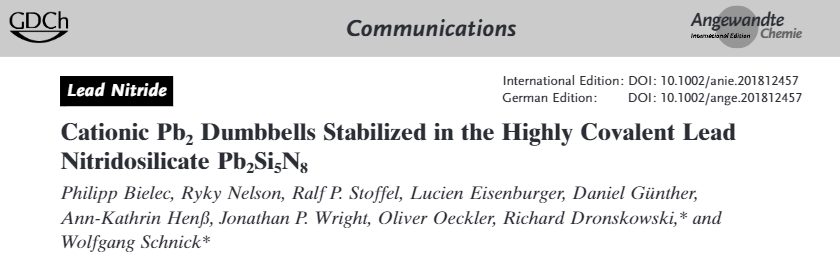 GDCh
Communications
Angewandte
International Edition Chemie
Lead Nitride
International Edition: DOI: 10.1002/anie.201812457
German Edition: DOI: 10.1002/ange.201812457
Cationic Pb₂ Dumbbells Stabilized in the Highly Covalent Lead
Nitridosilicate Pb₂Si₅N₈
Philipp Bielec, Ryky Nelson, Ralf P. Stoffel, Lucien Eisenburger, Daniel Günther,
Ann-Kathrin Henß, Jonathan P. Wright, Oliver Oeckler, Richard Dronskowski,* and
Wolfgang Schnick*